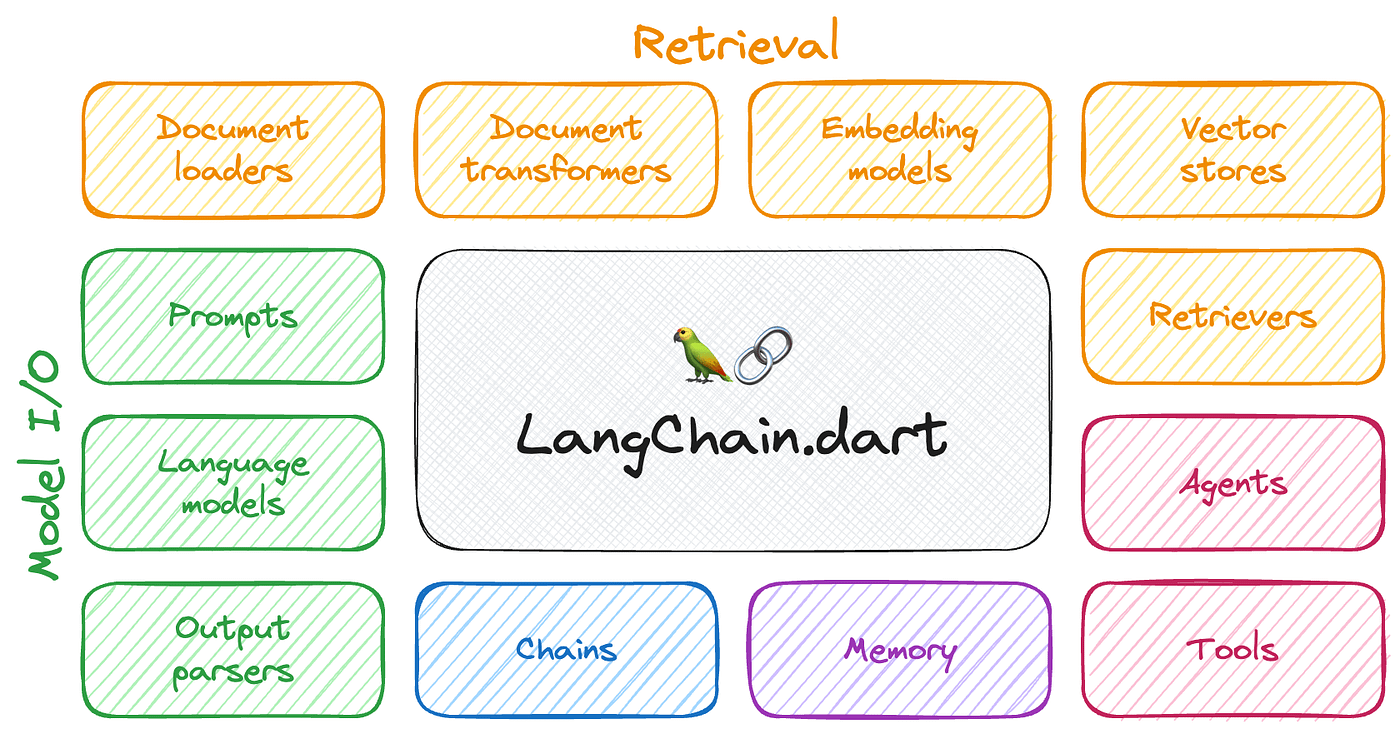 Retrieval
Document
loaders
Document
transformers
Embedding
models
Vector
stores
Model I/O
Prompts
LangChain.dart
Retrievers
Language
models
Agents
Output
parsers
Chains
Memory
Tools